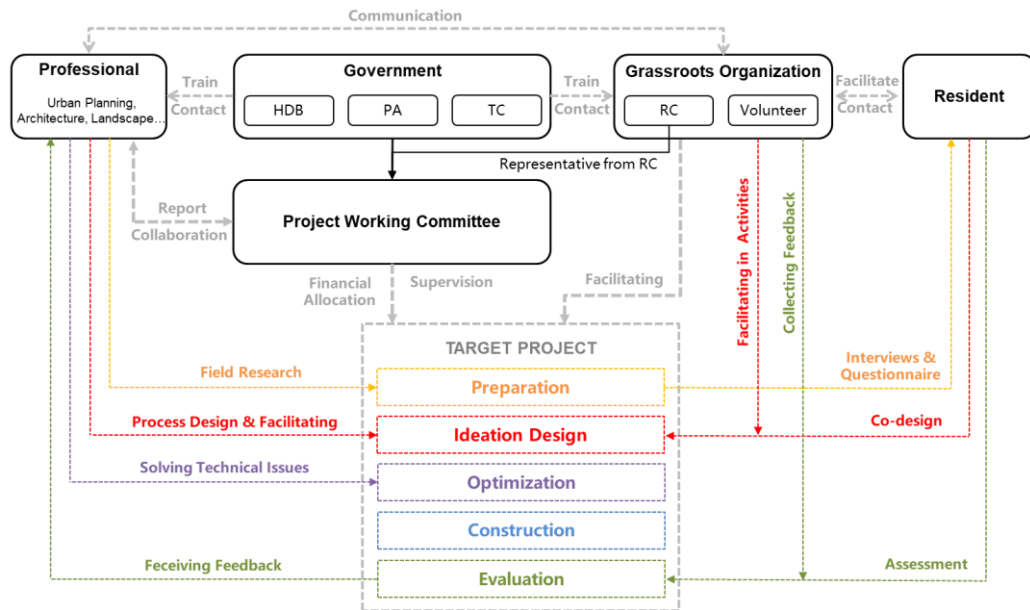 Communication
Professional
Urban Planning,
Architecture, Landscape...
Train
Contact
Government
HDB
PA
TC
Train
Contact
Grassroots Organization
RC
Volunteer
Facilitate
Contact
Resident
Representative from RC
Report
Collaboration
Project Working Committee
Financial
Allocation
Supervision
Facilitating
Facilitating in Activities
Collecting Feedback
TARGET PROJECT
Field Research
Preparation
Interviews &
Questionnaire
Process Design & Facilitating
Ideation Design
Co-design
Solving Technical Issues
Optimization
Construction
Feceiving Feedback
Evaluation
Assessment